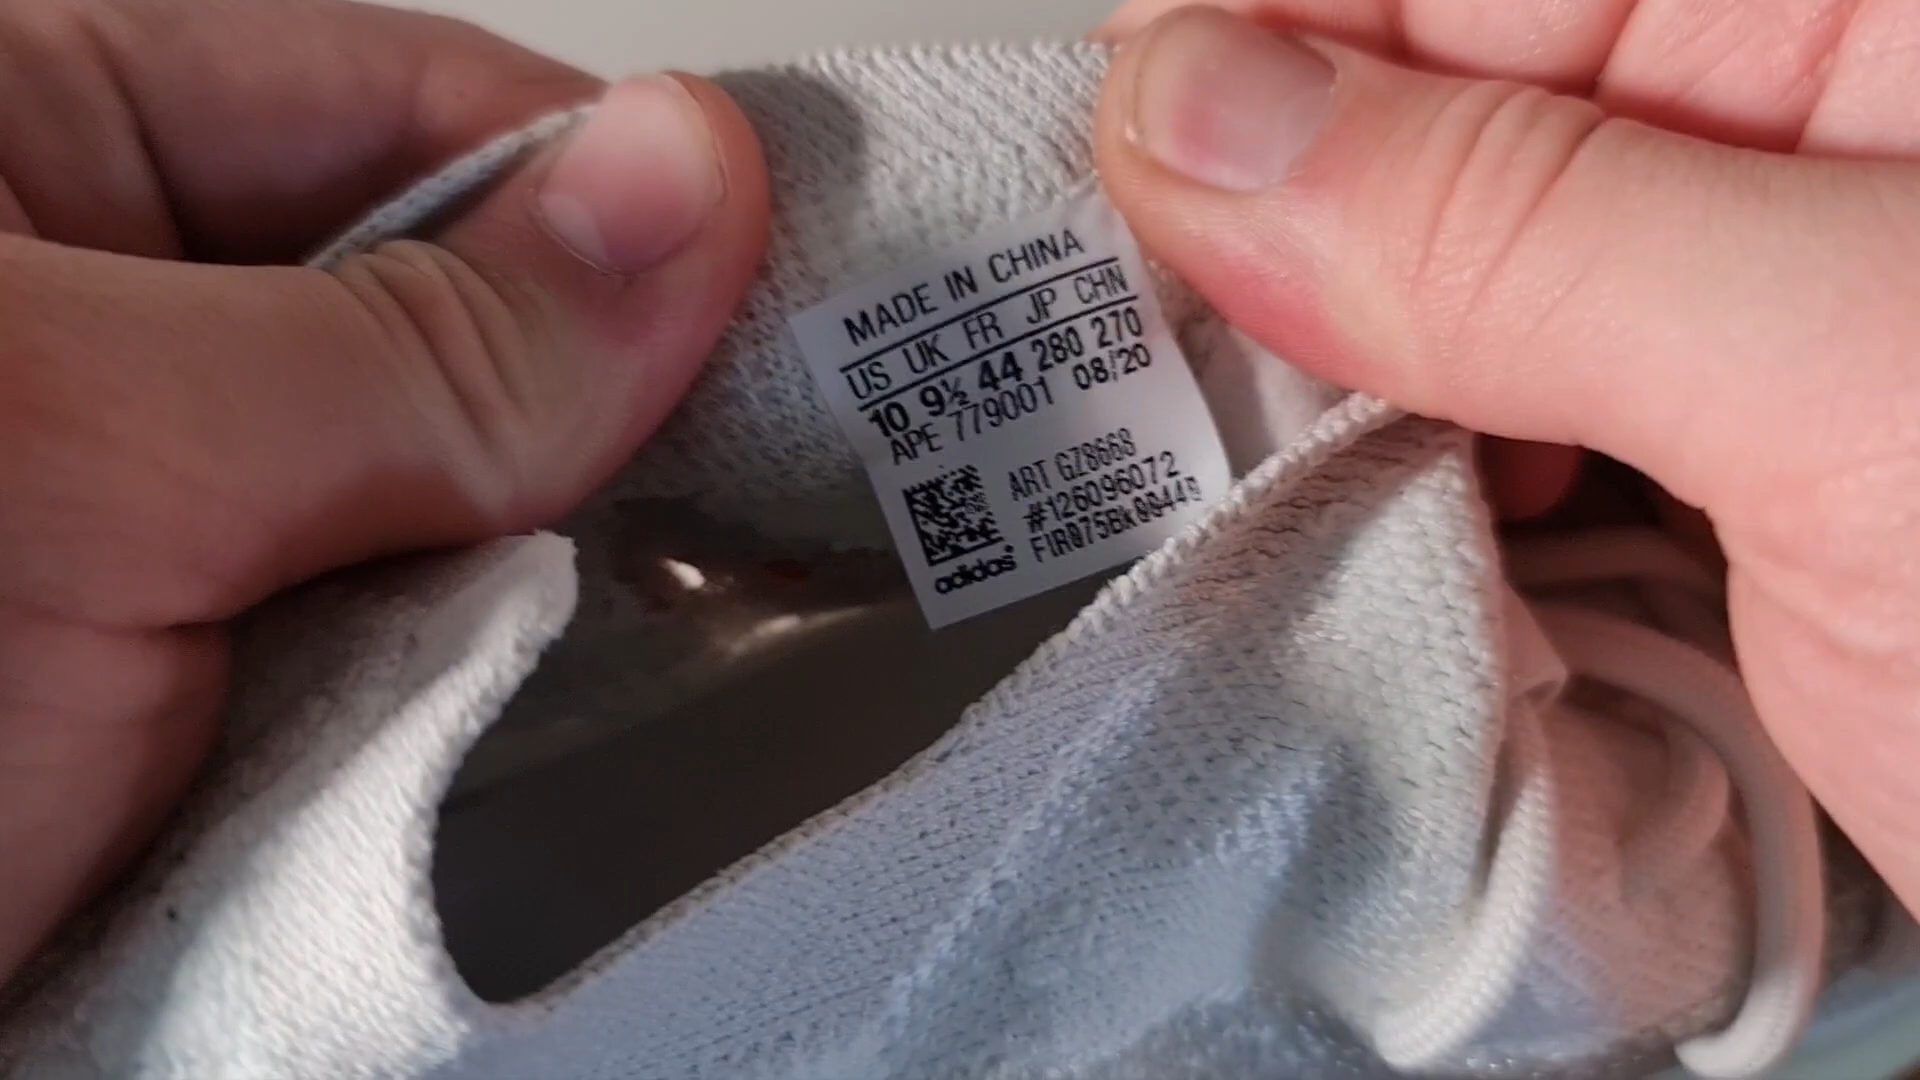 MADE IN CHINA
US UK FR JP CHN
10 9½ 44 280 270
APE 779001 08/20
ART GZ8668
#126096072
adidas